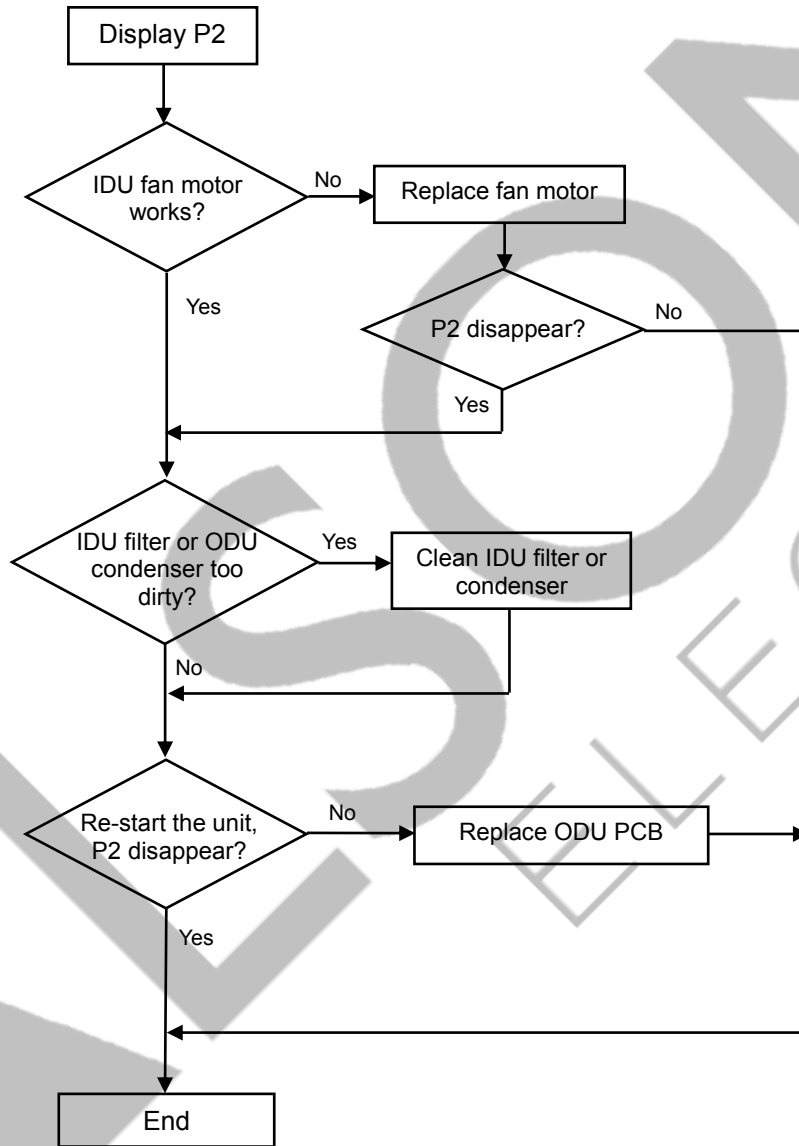 Display P2
IDU fan motor
works?
No
Replace fan motor
Yes
P2 disappear?
No
Yes
IDU filter or ODU
condenser too
dirty?
Yes
Clean IDU filter or
condenser
No
Re-start the unit,
P2 disappear?
No
Replace ODU PCB
Yes
End